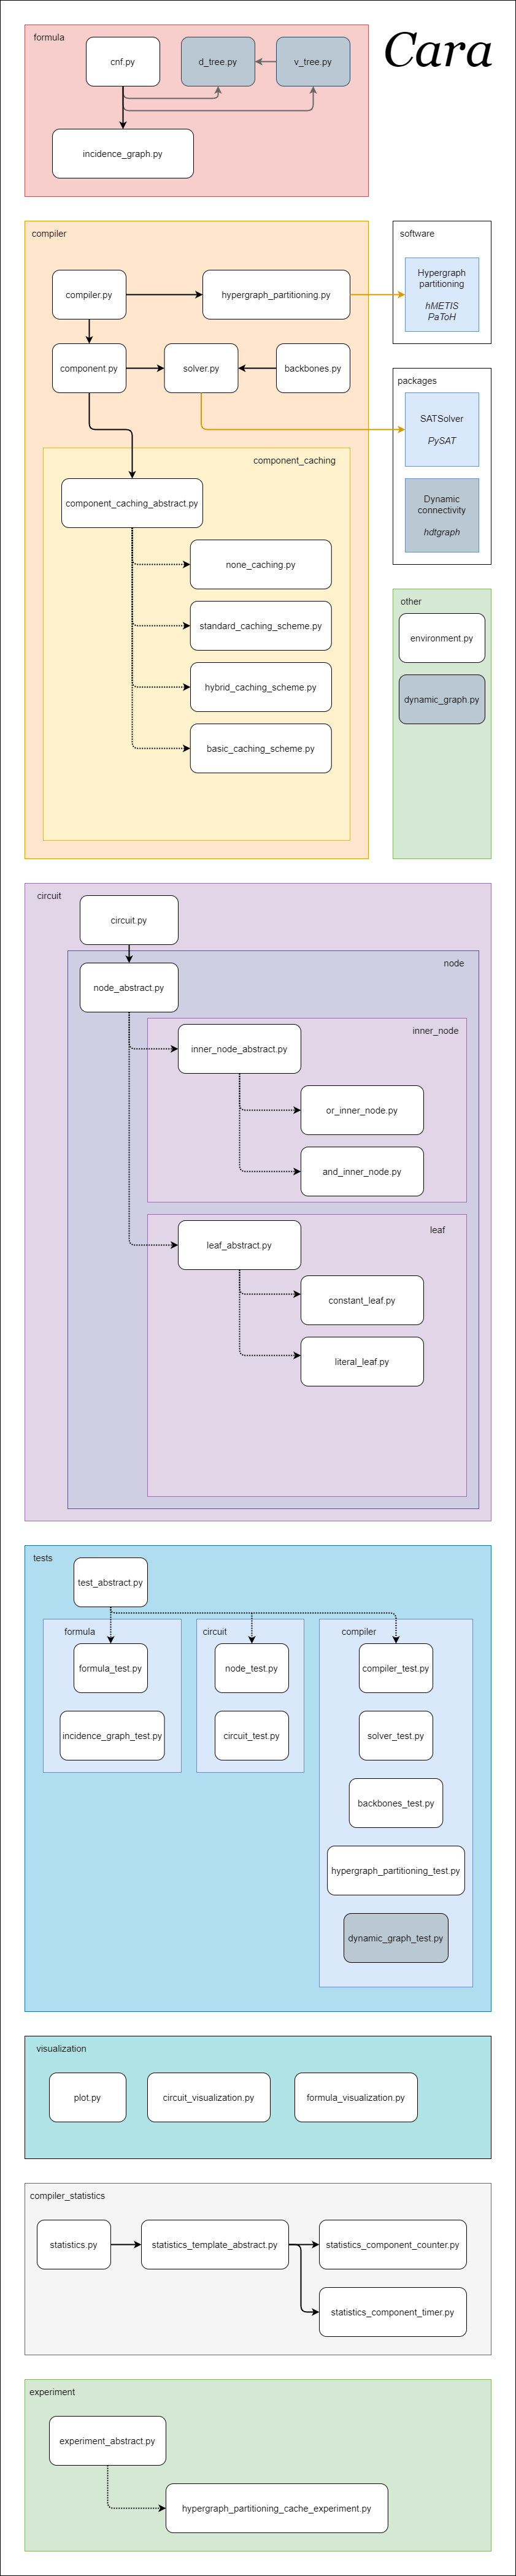 Cara
formula
cnf.py
d_tree.py
v_tree.py
incidence_graph.py
compiler
compiler.py
hypergraph_partitioning.py
component.py
solver.py
backbones.py
component_caching
component_caching_abstract.py
none_caching.py
standard_caching_scheme.py
hybrid_caching_scheme.py
basic_caching_scheme.py
software
Hypergraph
partitioning
hMETIS
PaToH
packages
SATSolver
PySAT
Dynamic
connectivity
hdtgraph
other
environment.py
dynamic_graph.py
circuit
circuit.py
node
node_abstract.py
inner_node
inner_node_abstract.py
or_inner_node.py
and_inner_node.py
leaf
leaf_abstract.py
constant_leaf.py
literal_leaf.py
tests
test_abstract.py
formula
formula_test.py
incidence_graph_test.py
circuit
node_test.py
circuit_test.py
compiler
compiler_test.py
solver_test.py
backbones_test.py
hypergraph_partitioning_test.py
dynamic_graph_test.py
visualization
plot.py
circuit_visualization.py
formula_visualization.py
compiler_statistics
statistics.py
statistics_template_abstract.py
statistics_component_counter.py
statistics_component_timer.py
experiment
experiment_abstract.py
hypergraph_partitioning_cache_experiment.py